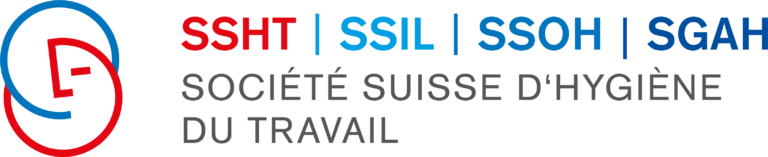 SSHT | SSIL | SSOH | SGAH
SOCIÉTÉ SUISSE D‘HYGIÈNE
DU TRAVAIL